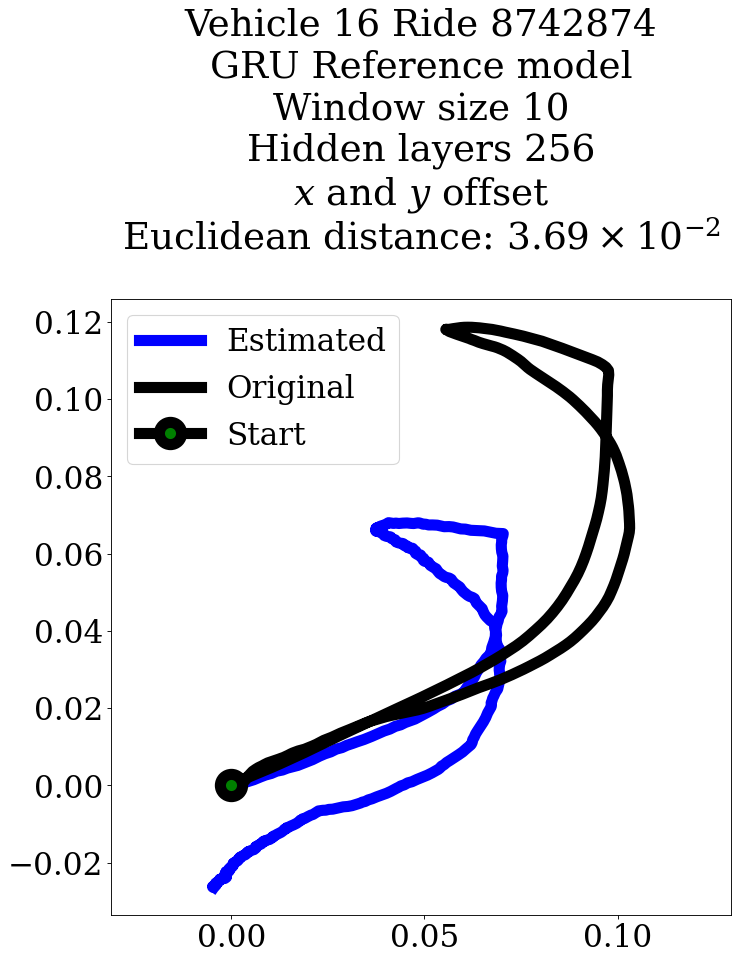 Vehicle 16 Ride 8742874
GRU Reference model
Window size 10
Hidden layers 256
x and y offset
Euclidean distance: 3.69 × 10⁻²
Estimated
Original
Start
0.12
0.10
0.08
0.06
0.04
0.02
0.00
−0.02
0.00 0.05 0.10